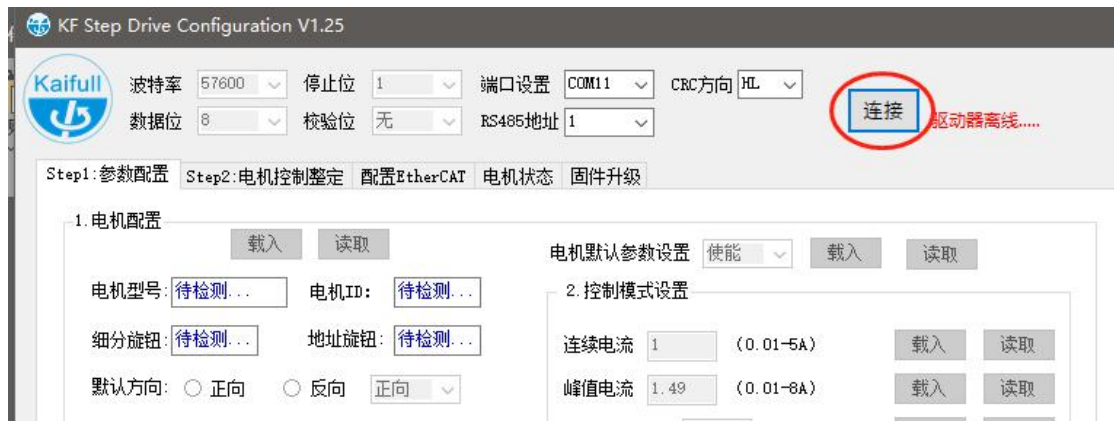 KF Step Drive Configuration V1.25
Kaifull
波特率 57600 停止位 1 端口设置 COM11 CRC方向 HL
连接
驱动器离线.....
数据位 8 校验位 无 RS485地址 1
Step1:参数配置 Step2:电机控制整定 配置EtherCAT 电机状态 固件升级
1.电机配置
载入 读取
电机默认参数设置 使能 载入 读取
电机型号: 待检测... 电机ID: 待检测...
2.控制模式设置
细分旋钮: 待检测... 地址旋钮: 待检测...
连续电流 1 (0.01-5A) 载入 读取
默认方向: 正向 反向 正向
峰值电流 1.49 (0.01-8A) 载入 读取